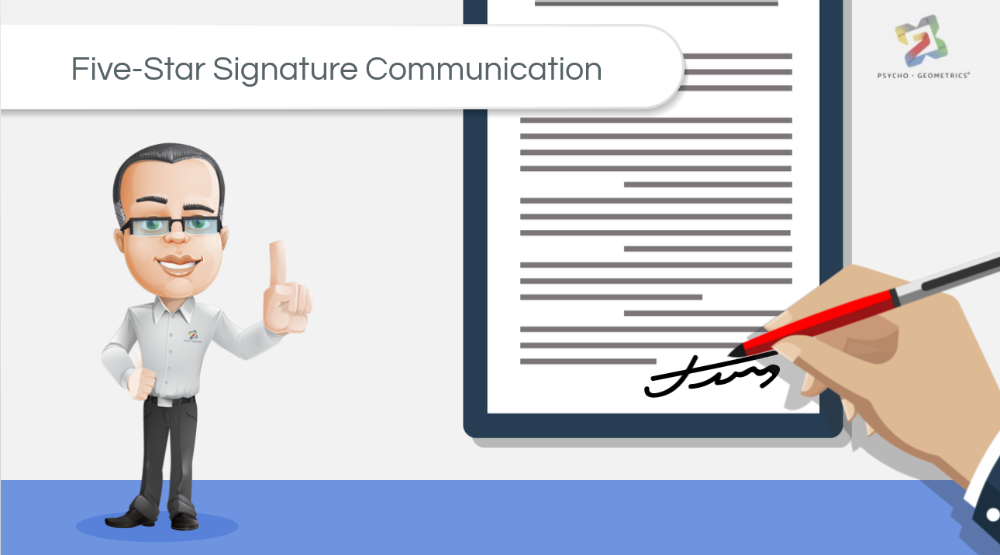 Five-Star Signature Communication
PSYCHO · GEOMETRICS®